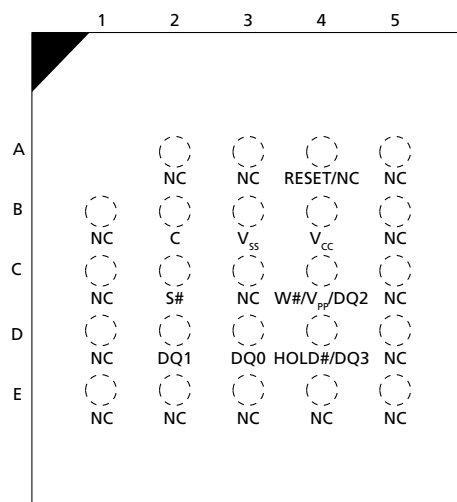 1 2 3 4 5
A
NC NC RESET/NC NC
B
NC C VSS VCC NC
C
NC S# NC W#/VPP/DQ2 NC
D
NC DQ1 DQ0 HOLD#/DQ3 NC
E
NC NC NC NC NC